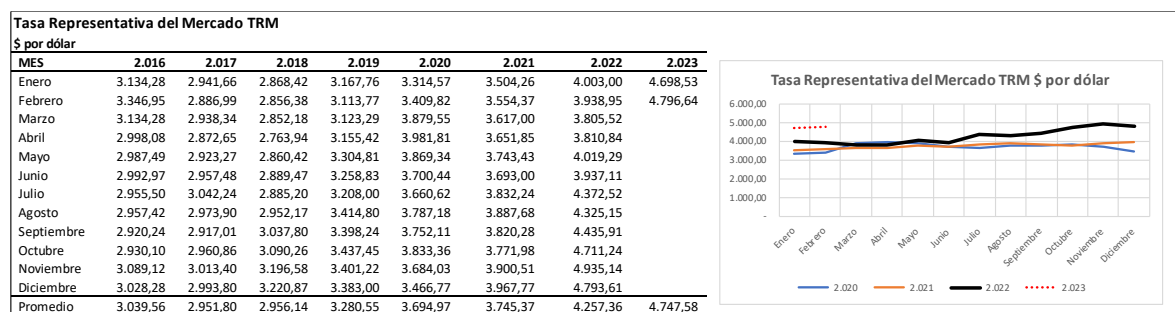 Tasa Representativa del Mercado TRM
$ por dólar
MES 2.016 2.017 2.018 2.019 2.020 2.021 2.022 2.023
Enero 3.134,28 2.941,66 2.868,42 3.167,76 3.314,57 3.504,26 4.003,00 4.698,53
Febrero 3.346,95 2.886,99 2.856,38 3.113,77 3.409,82 3.554,37 3.938,95 4.796,64
Marzo 3.134,28 2.938,34 2.852,18 3.123,29 3.879,55 3.617,00 3.805,52
Abril 2.998,08 2.872,65 2.763,94 3.155,42 3.981,81 3.651,85 3.810,84
Mayo 2.987,49 2.923,27 2.860,42 3.304,81 3.869,34 3.743,43 4.019,29
Junio 2.992,97 2.957,48 2.889,47 3.258,83 3.700,44 3.693,00 3.937,11
Julio 2.955,50 3.042,24 2.885,20 3.208,00 3.660,62 3.832,24 4.372,52
Agosto 2.957,42 2.973,90 2.952,17 3.414,80 3.787,18 3.887,68 4.325,15
Septiembre 2.920,24 2.917,01 3.037,80 3.398,24 3.752,11 3.820,28 4.435,91
Octubre 2.930,10 2.960,86 3.090,26 3.437,45 3.833,36 3.771,98 4.711,24
Noviembre 3.089,12 3.013,40 3.196,58 3.401,22 3.684,03 3.900,51 4.935,14
Diciembre 3.028,28 2.993,80 3.220,87 3.383,00 3.466,77 3.967,77 4.793,61
Promedio 3.039,56 2.951,80 2.956,14 3.280,55 3.694,97 3.745,37 4.257,36 4.747,58
Tasa Representativa del Mercado TRM $ por dólar
6.000,00
5.000,00
4.000,00
3.000,00
2.000,00
1.000,00
-
Enero Febrero Marzo Abril Mayo Junio Julio Agosto Septiembre Octubre Noviembre Diciembre
2.020 2.021 2.022 2.023